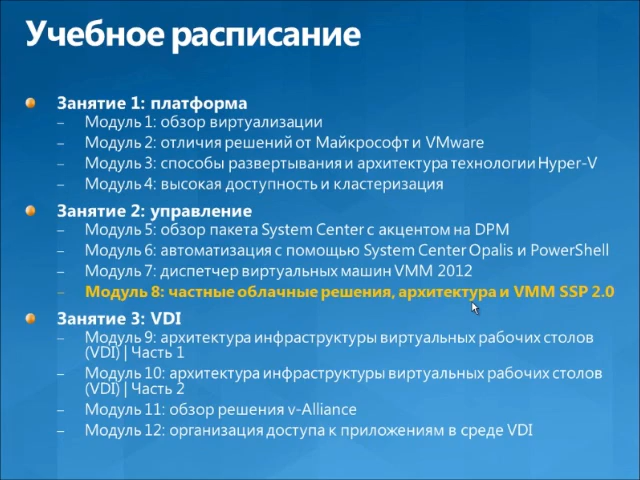 Учебное расписание
Занятие 1: платформа
– Модуль 1: обзор виртуализации
– Модуль 2: отличия решений от Майкрософт и VMware
– Модуль 3: способы развертывания и архитектура технологии Hyper-V
– Модуль 4: высокая доступность и кластеризация
Занятие 2: управление
– Модуль 5: обзор пакета System Center с акцентом на DPM
– Модуль 6: автоматизация с помощью System Center Opalis и PowerShell
– Модуль 7: диспетчер виртуальных машин VMM 2012
– Модуль 8: частные облачные решения, архитектура и VMM SSP 2.0
Занятие 3: VDI
– Модуль 9: архитектура инфраструктуры виртуальных рабочих столов
(VDI) | Часть 1
– Модуль 10: архитектура инфраструктуры виртуальных рабочих столов
(VDI) | Часть 2
– Модуль 11: обзор решения v-Alliance
– Модуль 12: организация доступа к приложениям в среде VDI